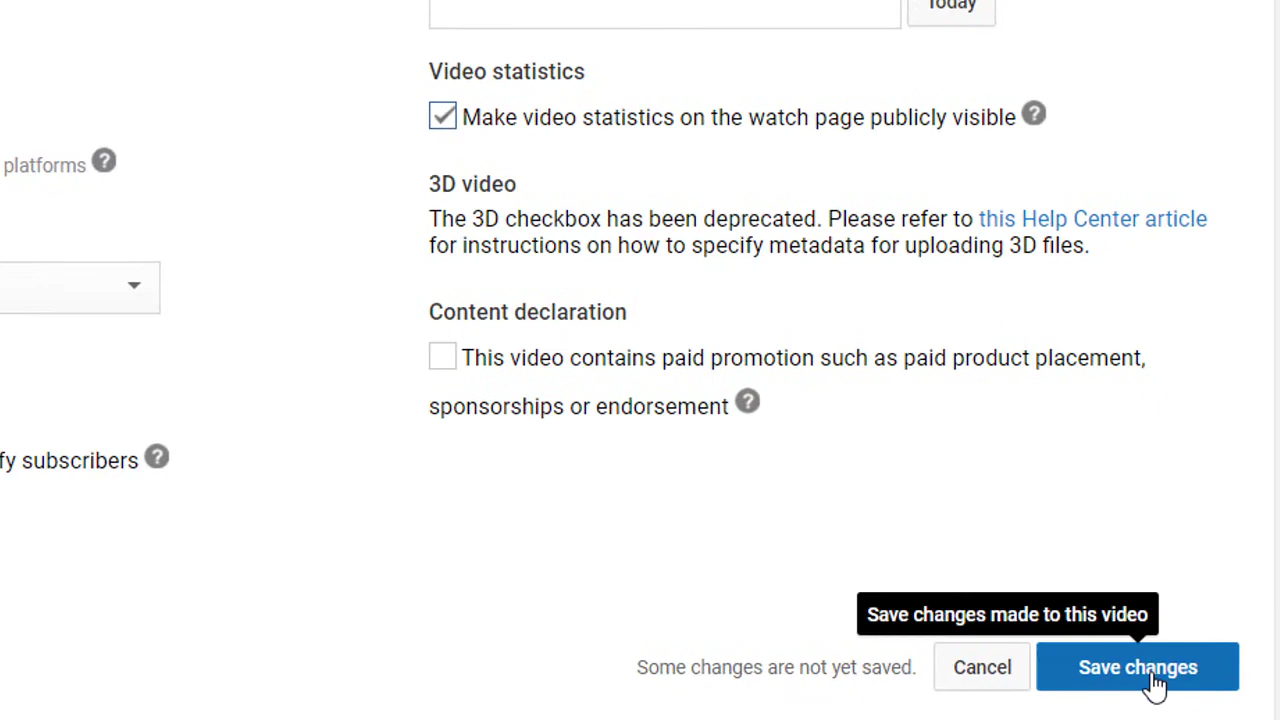 Today
Video statistics
Make video statistics on the watch page publicly visible ?
platforms ?
3D video
The 3D checkbox has been deprecated. Please refer to this Help Center article
for instructions on how to specify metadata for uploading 3D files.
Content declaration
This video contains paid promotion such as paid product placement,
sponsorships or endorsement ?
fy subscribers ?
Save changes made to this video
Some changes are not yet saved. Cancel Save changes